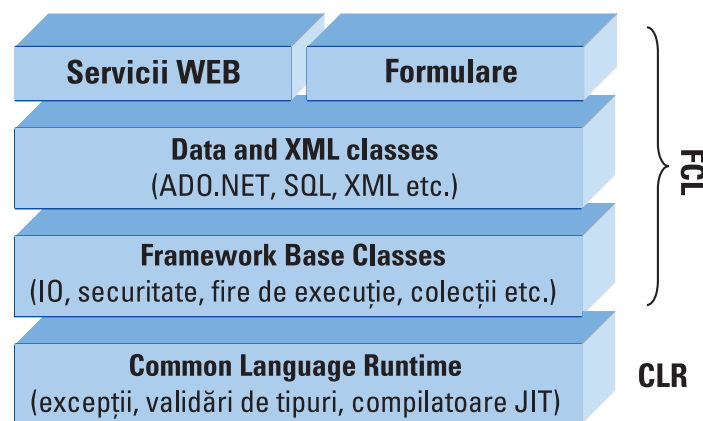 Servicii WEB
Formulare
Data and XML classes
(ADO.NET, SQL, XML etc.)
Framework Base Classes
(IO, securitate, fire de execuție, colecții etc.)
FCL
Common Language Runtime
(excepții, validări de tipuri, compilatoare JIT)
CLR